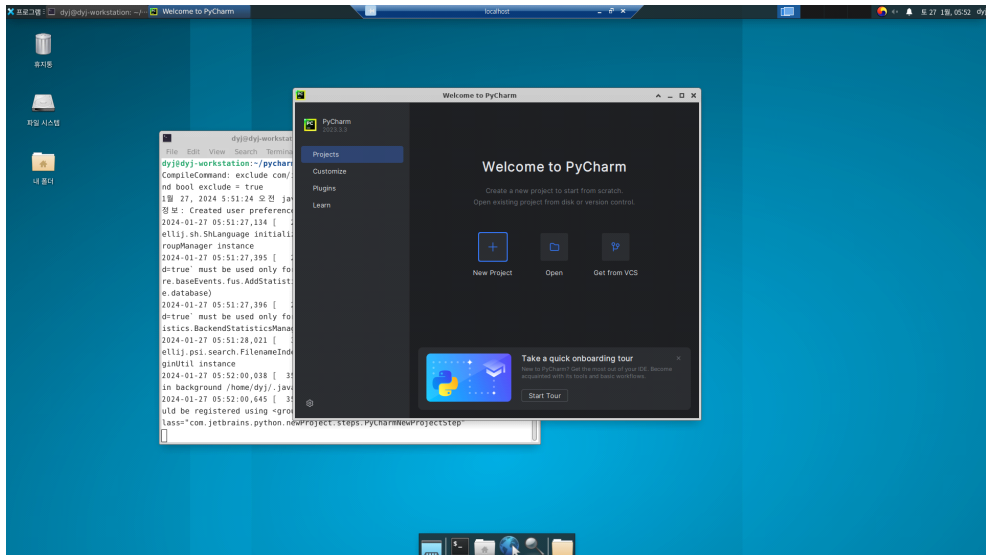 프로그램
dyj@dyj-workstation: ~/···
Welcome to PyCharm
localhost
토 27 1월, 05:52
dyj
휴지통
파일 시스템
내 폴더
dyj@dyj-workstat
File Edit View Search Termina
dyj@dyj-workstation:~/pycharm
CompileCommand: exclude com/
nd bool exclude = true
1월 27, 2024 5:51:24 오전 jav
정보: Created user preference
2024-01-27 05:51:27,134 [
ellij.sh.ShLanguage initiali
roupManager instance
2024-01-27 05:51:27,395 [
d=true` must be used only fo
re.baseEvents.fus.AddStatist
e.database)
2024-01-27 05:51:27,396 [
d=true` must be used only fo
istics.BackendStatisticsMana
2024-01-27 05:51:28,021 [
ellij.psi.search.FilenameInde
ginUtil instance
2024-01-27 05:52:00,038 [ 35
in background /home/dyj/.java
2024-01-27 05:52:00,645 [ 35
uld be registered using <grou
lass="com.jetbrains.python.newProject.steps.PyCharmNewProjectStep"
Welcome to PyCharm
PC
PyCharm
2023.3.3
Projects
Customize
Plugins
Learn
Welcome to PyCharm
Create a new project to start from scratch.
Open existing project from disk or version control.
New Project
Open
Get from VCS
Take a quick onboarding tour
New to PyCharm? Get the most out of your IDE. Become
acquainted with its tools and basic workflows.
Start Tour